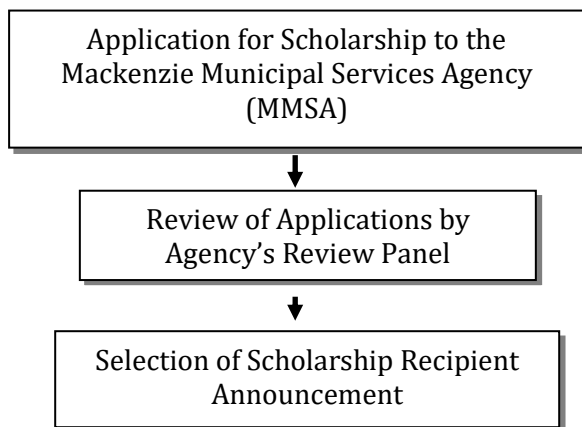 Application for Scholarship to the
Mackenzie Municipal Services Agency
(MMSA)
Review of Applications by
Agency’s Review Panel
Selection of Scholarship Recipient
Announcement